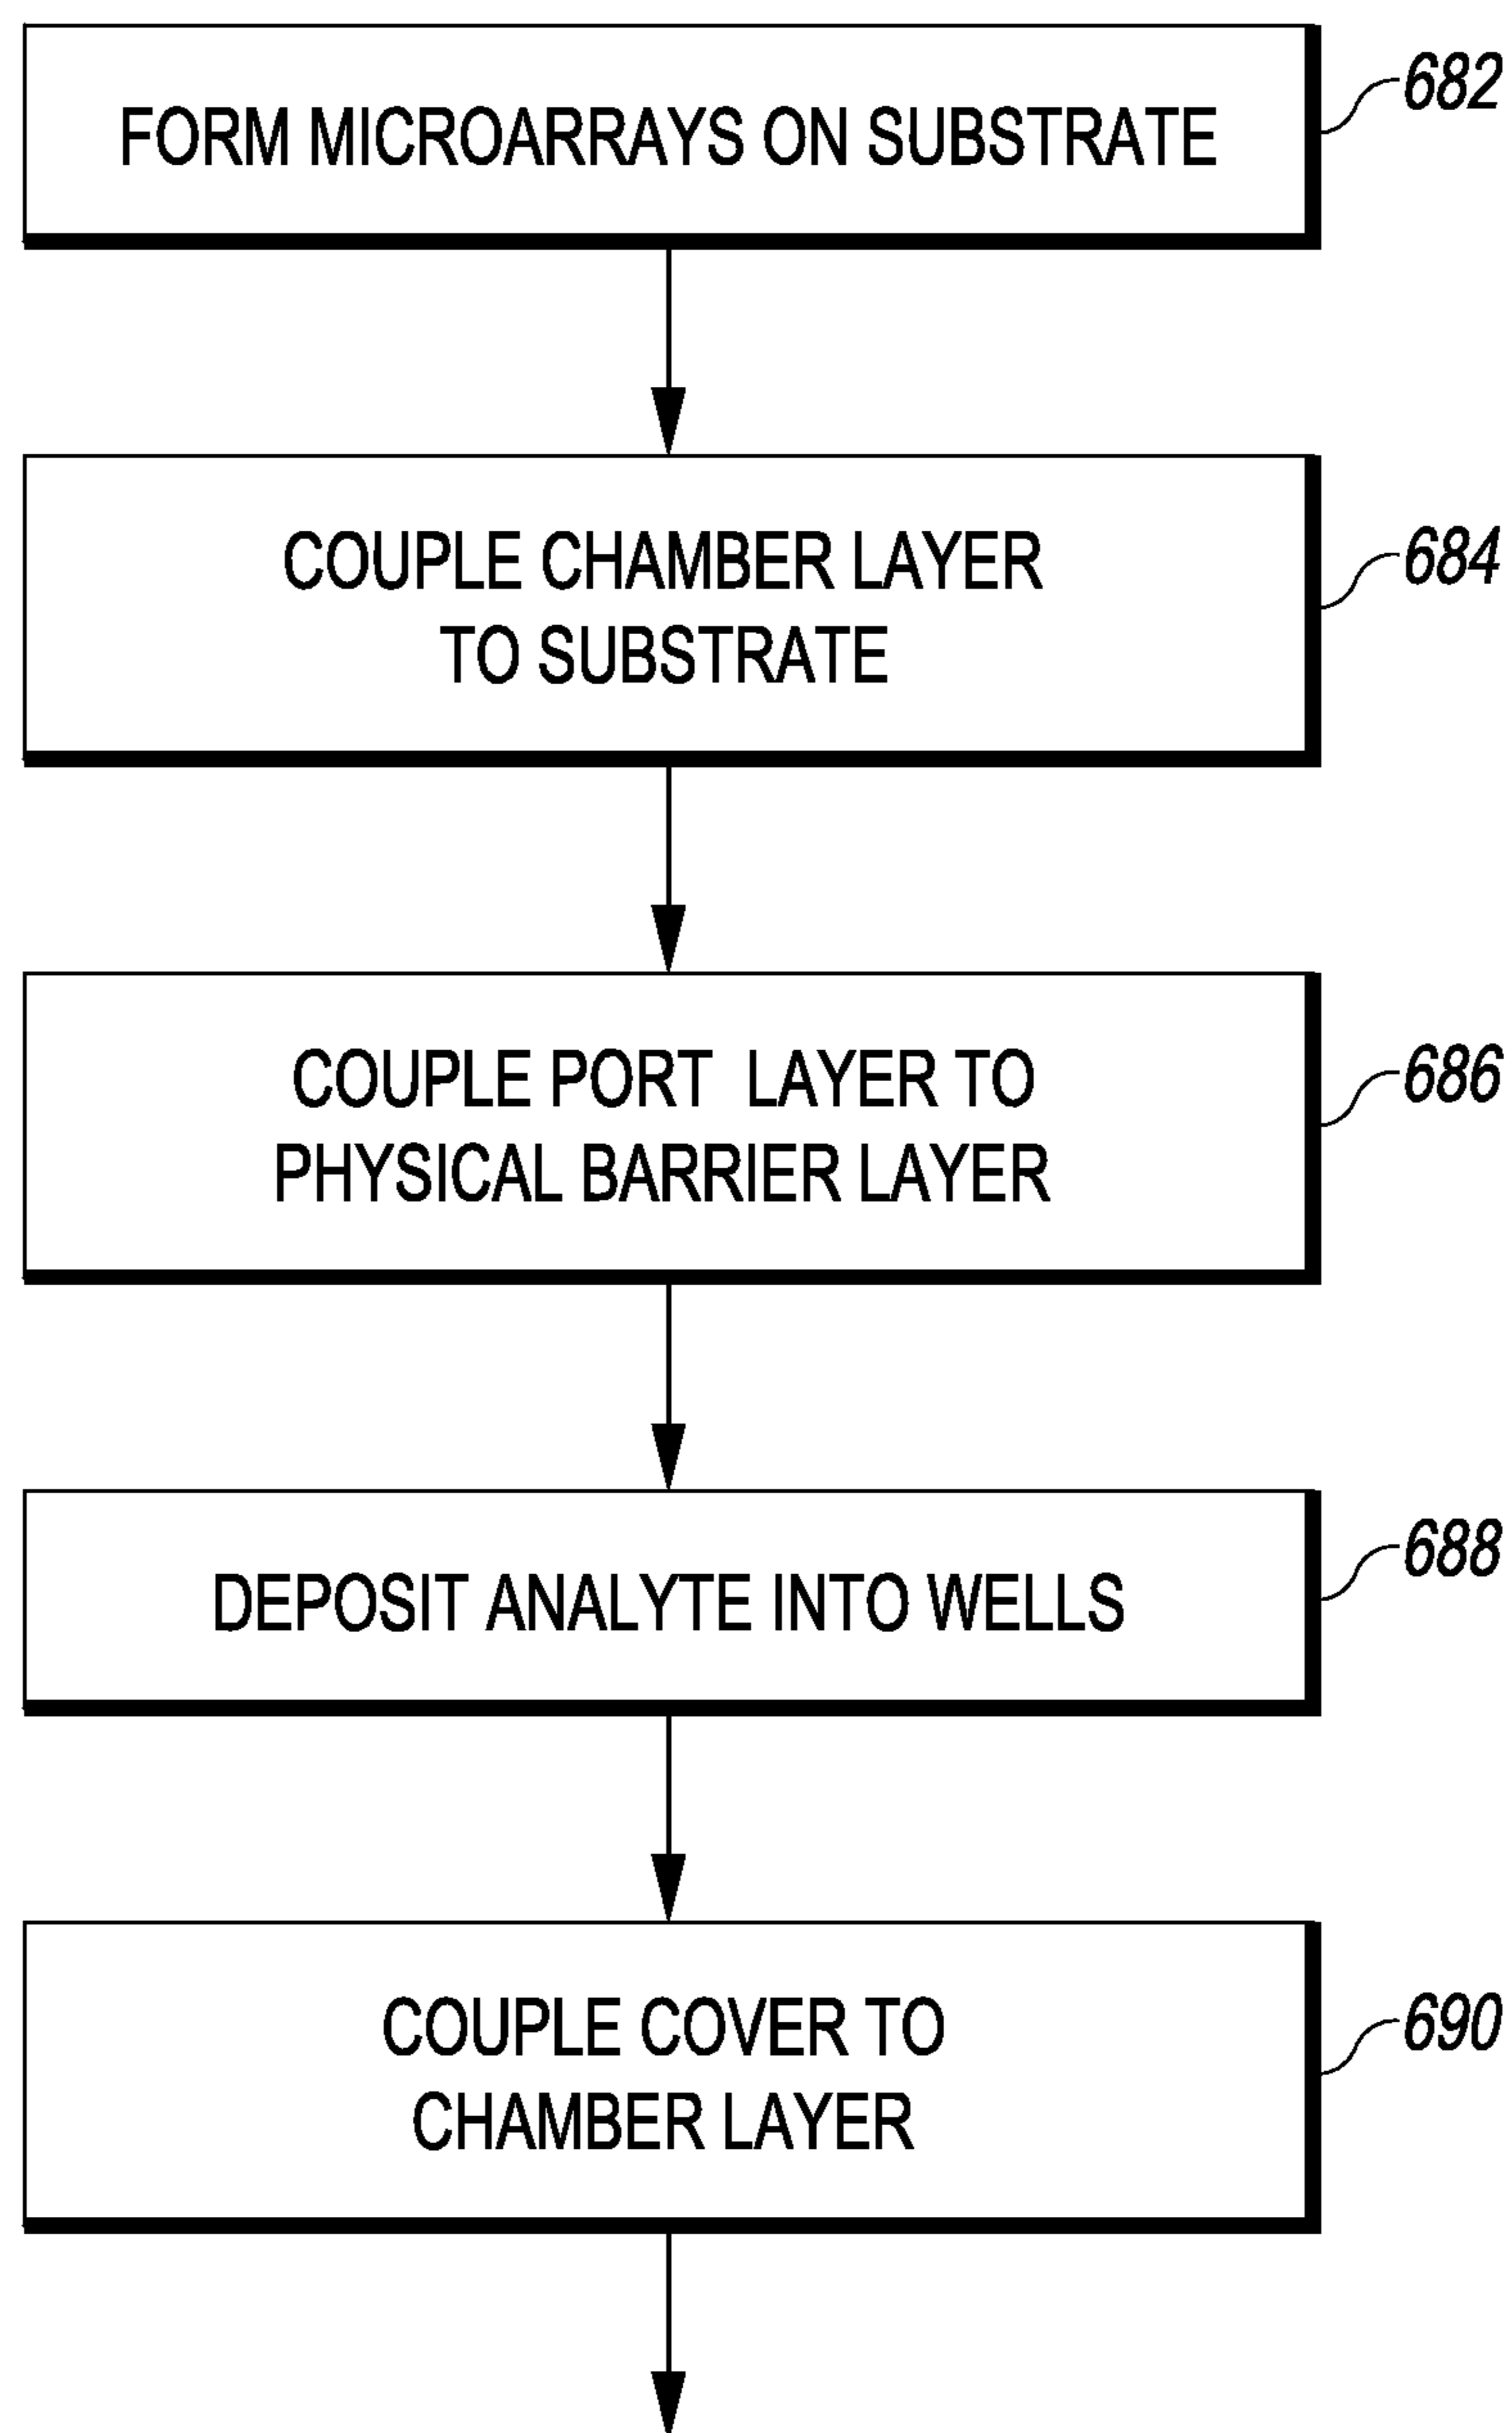 FORM MICROARRAYS ON SUBSTRATE
682
COUPLE CHAMBER LAYER
TO SUBSTRATE
684
COUPLE PORT LAYER TO
PHYSICAL BARRIER LAYER
686
DEPOSIT ANALYTE INTO WELLS
688
COUPLE COVER TO
CHAMBER LAYER
690